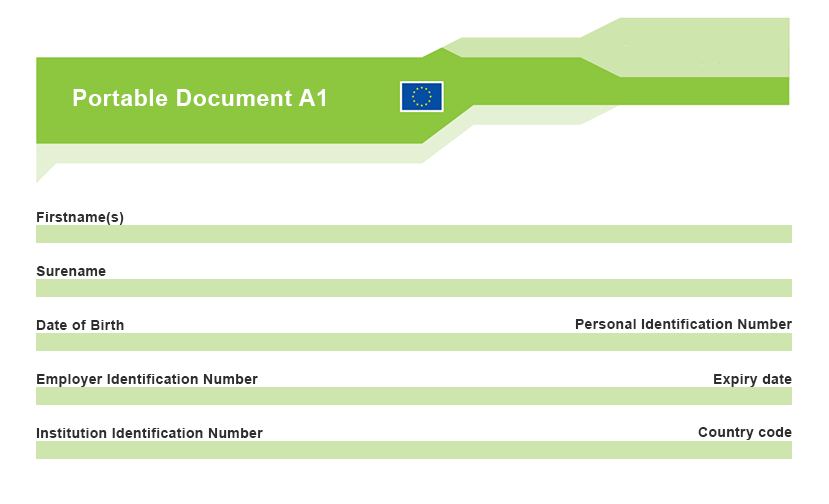 Portable Document A1
Firstname(s)
Surename
Date of Birth Personal Identification Number
Employer Identification Number Expiry date
Institution Identification Number Country code